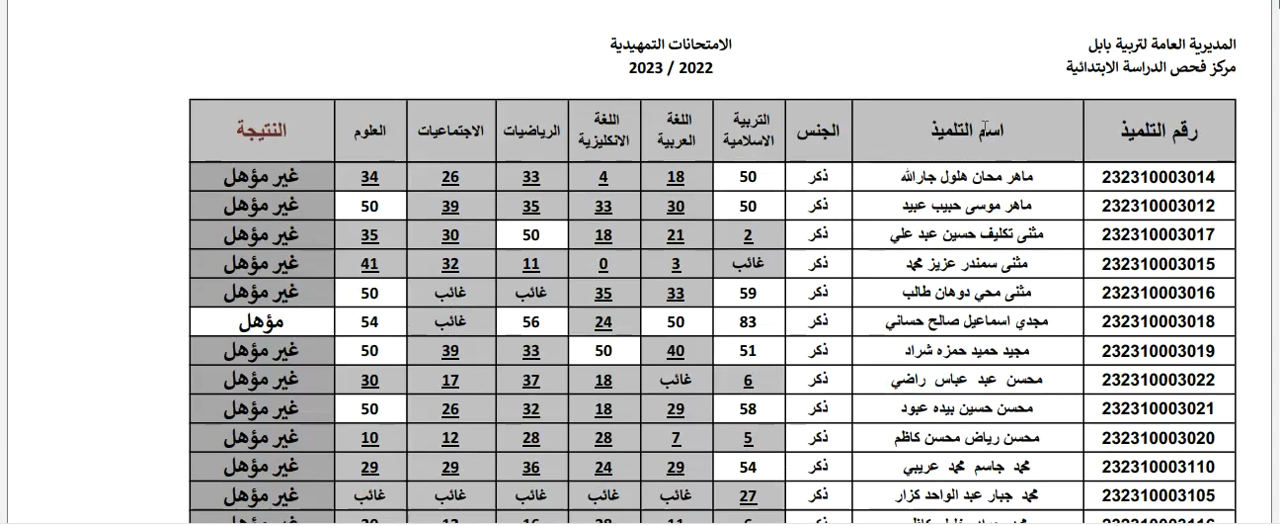 المديرية العامة لتربية بابل
مركز فحص الدراسة الابتدائية
الامتحانات التمهيدية
2022 / 2023
رقم التلميذ اسم التلميذ الجنس التربية الاسلامية اللغة العربية اللغة الانكليزية الرياضيات الاجتماعيات العلوم النتيجة
232310003014 ماهر محان هلول جارالله ذكر 50 18 4 33 26 34 غير مؤهل
232310003012 ماهر موسى حبيب عبيد ذكر 50 30 33 35 39 50 غير مؤهل
232310003017 مثنى تكليف حسين عبد علي ذكر 2 21 18 50 30 35 غير مؤهل
232310003015 مثنى سمندر عزيز محمد ذكر غائب 3 0 11 32 41 غير مؤهل
232310003016 مثنى محي دوهان طالب ذكر 59 33 35 غائب غائب 50 غير مؤهل
232310003018 مجدي اسماعيل صالح حساني ذكر 83 50 24 56 غائب 54 مؤهل
232310003019 مجيد حميد حمزه شراد ذكر 51 40 50 33 39 50 غير مؤهل
232310003022 محسن عبد عباس راضي ذكر 6 غائب 18 37 17 30 غير مؤهل
232310003021 محسن حسين بيده عبود ذكر 58 29 18 32 26 50 غير مؤهل
232310003020 محسن رياض محسن كاظم ذكر 5 7 28 28 12 10 غير مؤهل
232310003110 محمد جاسم محمد عريبي ذكر 54 29 24 36 29 29 غير مؤهل
232310003105 محمد جبار عبد الواحد كزار ذكر 27 غائب غائب غائب غائب غائب غير مؤهل